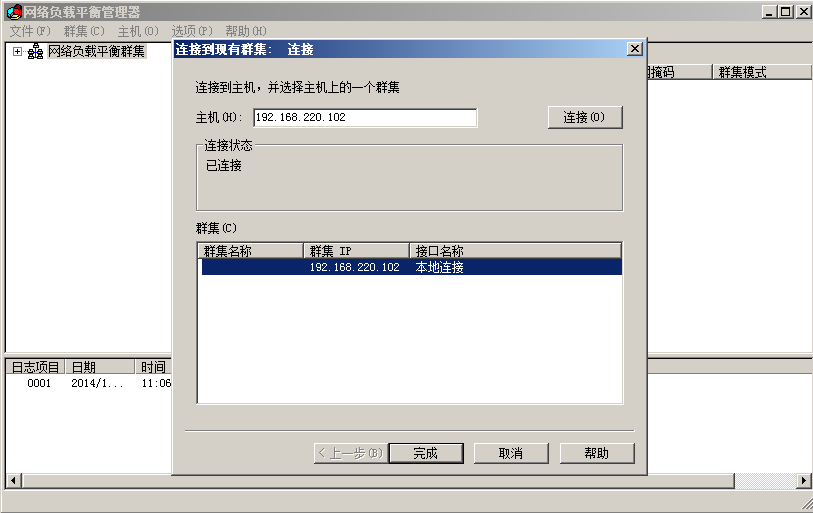 网络负载平衡管理器
文件(F) 群集(C) 主机(O) 选项(P) 帮助(H)
网络负载平衡群集
掩码 群集模式
连接到现有群集: 连接
连接到主机，并选择主机上的一个群集
主机(H): 192.168.220.102 连接(O)
连接状态
已连接
群集(C)
群集名称 群集 IP 接口名称
192.168.220.102 本地连接
日志项目 日期 时间
0001 2014/1... 11:06
< 上一步(B) 完成 取消 帮助